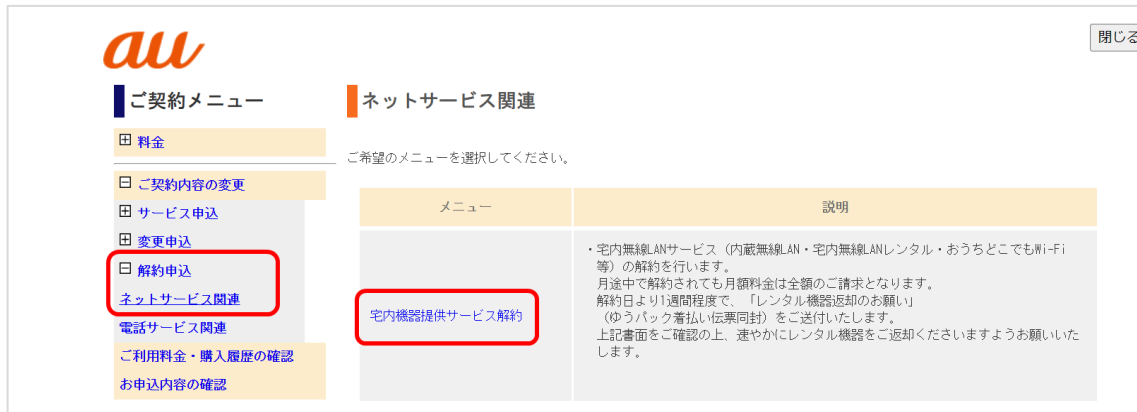 au
閉じる
ご契約メニュー
料金
ご契約内容の変更
サービス申込
変更申込
解約申込
ネットサービス関連
電話サービス関連
ご利用料金・購入履歴の確認
お申込内容の確認
ネットサービス関連
ご希望のメニューを選択してください。
メニュー
説明
宅内機器提供サービス解約
・宅内無線LANサービス（内蔵無線LAN・宅内無線LANレンタル・おうちどこでもWi-Fi
等）の解約を行います。
月途中で解約されても月額料金は全額のご請求となります。
解約日より1週間程度で、「レンタル機器返却のお願い」
（ゆうパック着払い伝票同封）をご送付いたします。
上記書面をご確認の上、速やかにレンタル機器をご返却くださいますようお願いいた
します。